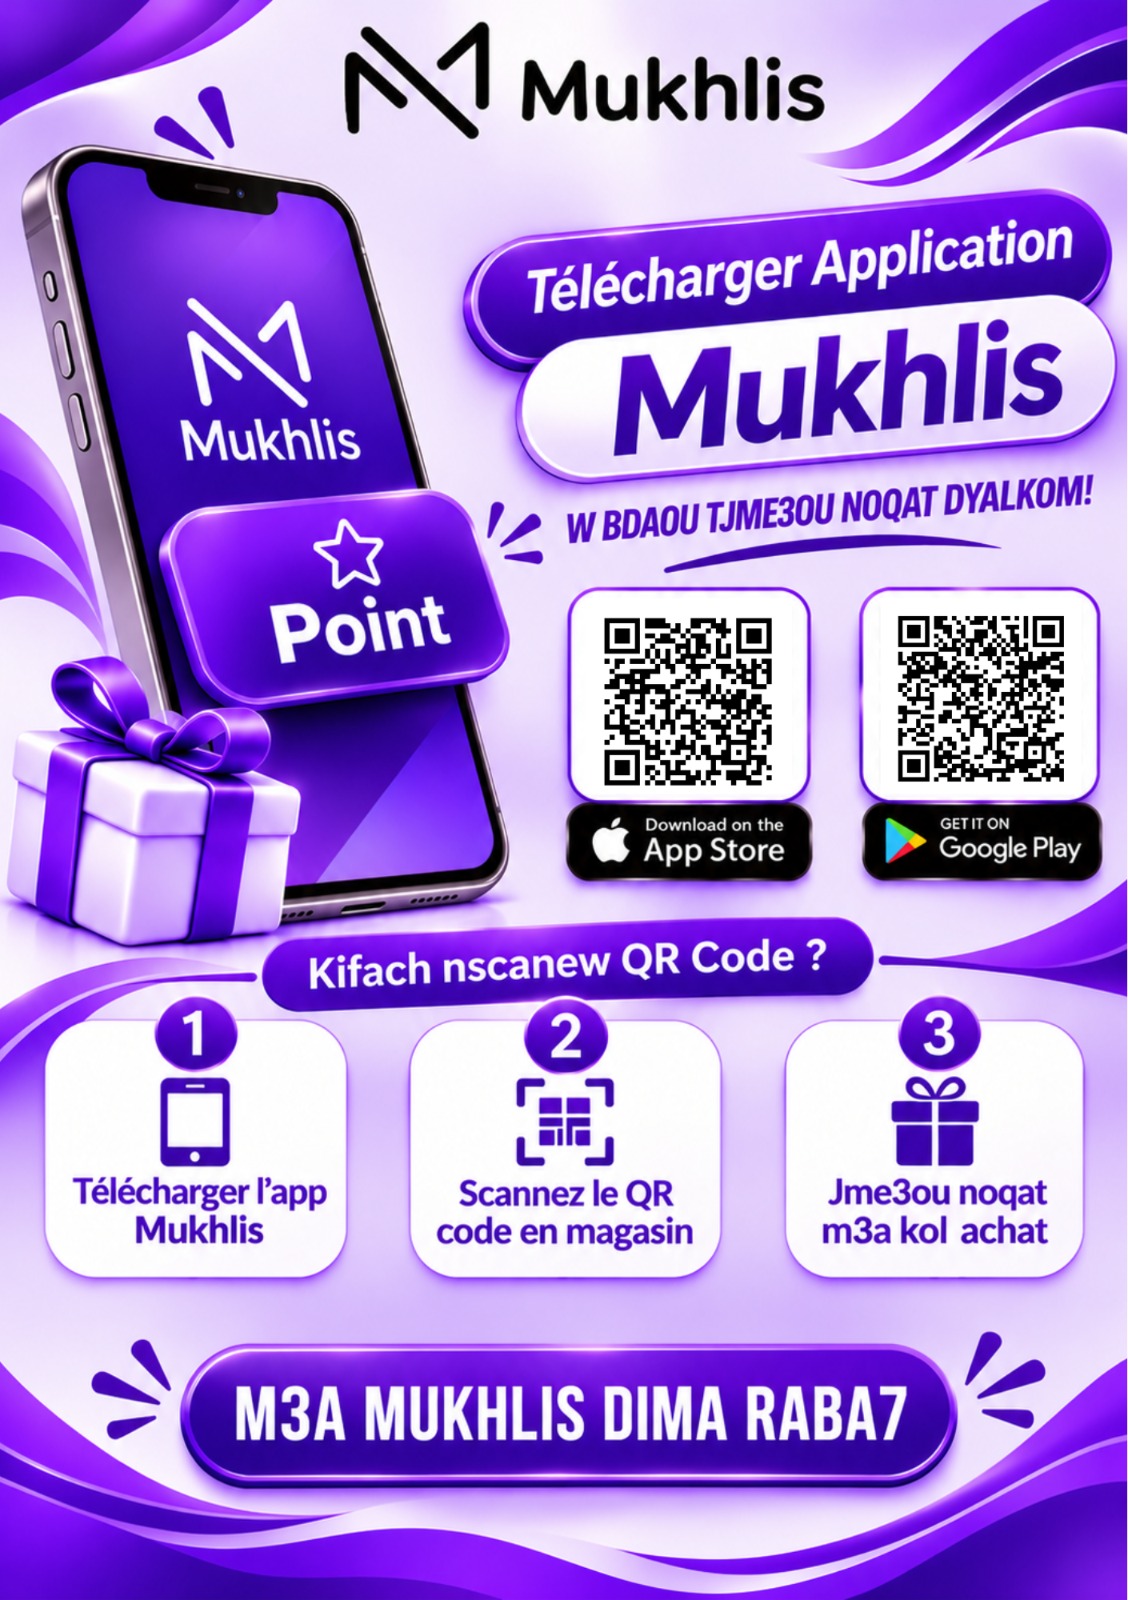 Mukhlis
Télécharger Application
Mukhlis
W BDAOU TJME3OU NOQAT DYALKOM!
Mukhlis
Point
Download on the
App Store
GET IT ON
Google Play
Kifach nscanew QR Code ?
1
Télécharger l'app
Mukhlis
2
Scannez le QR
code en magasin
3
Jme3ou noqat
m3a kol achat
M3A MUKHLIS DIMA RABA7